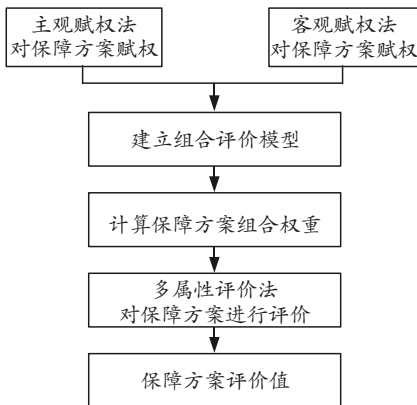 主观赋权法
对保障方案赋权
客观赋权法
对保障方案赋权
建立组合评价模型
计算保障方案组合权重
多属性评价法
对保障方案进行评价
保障方案评价值